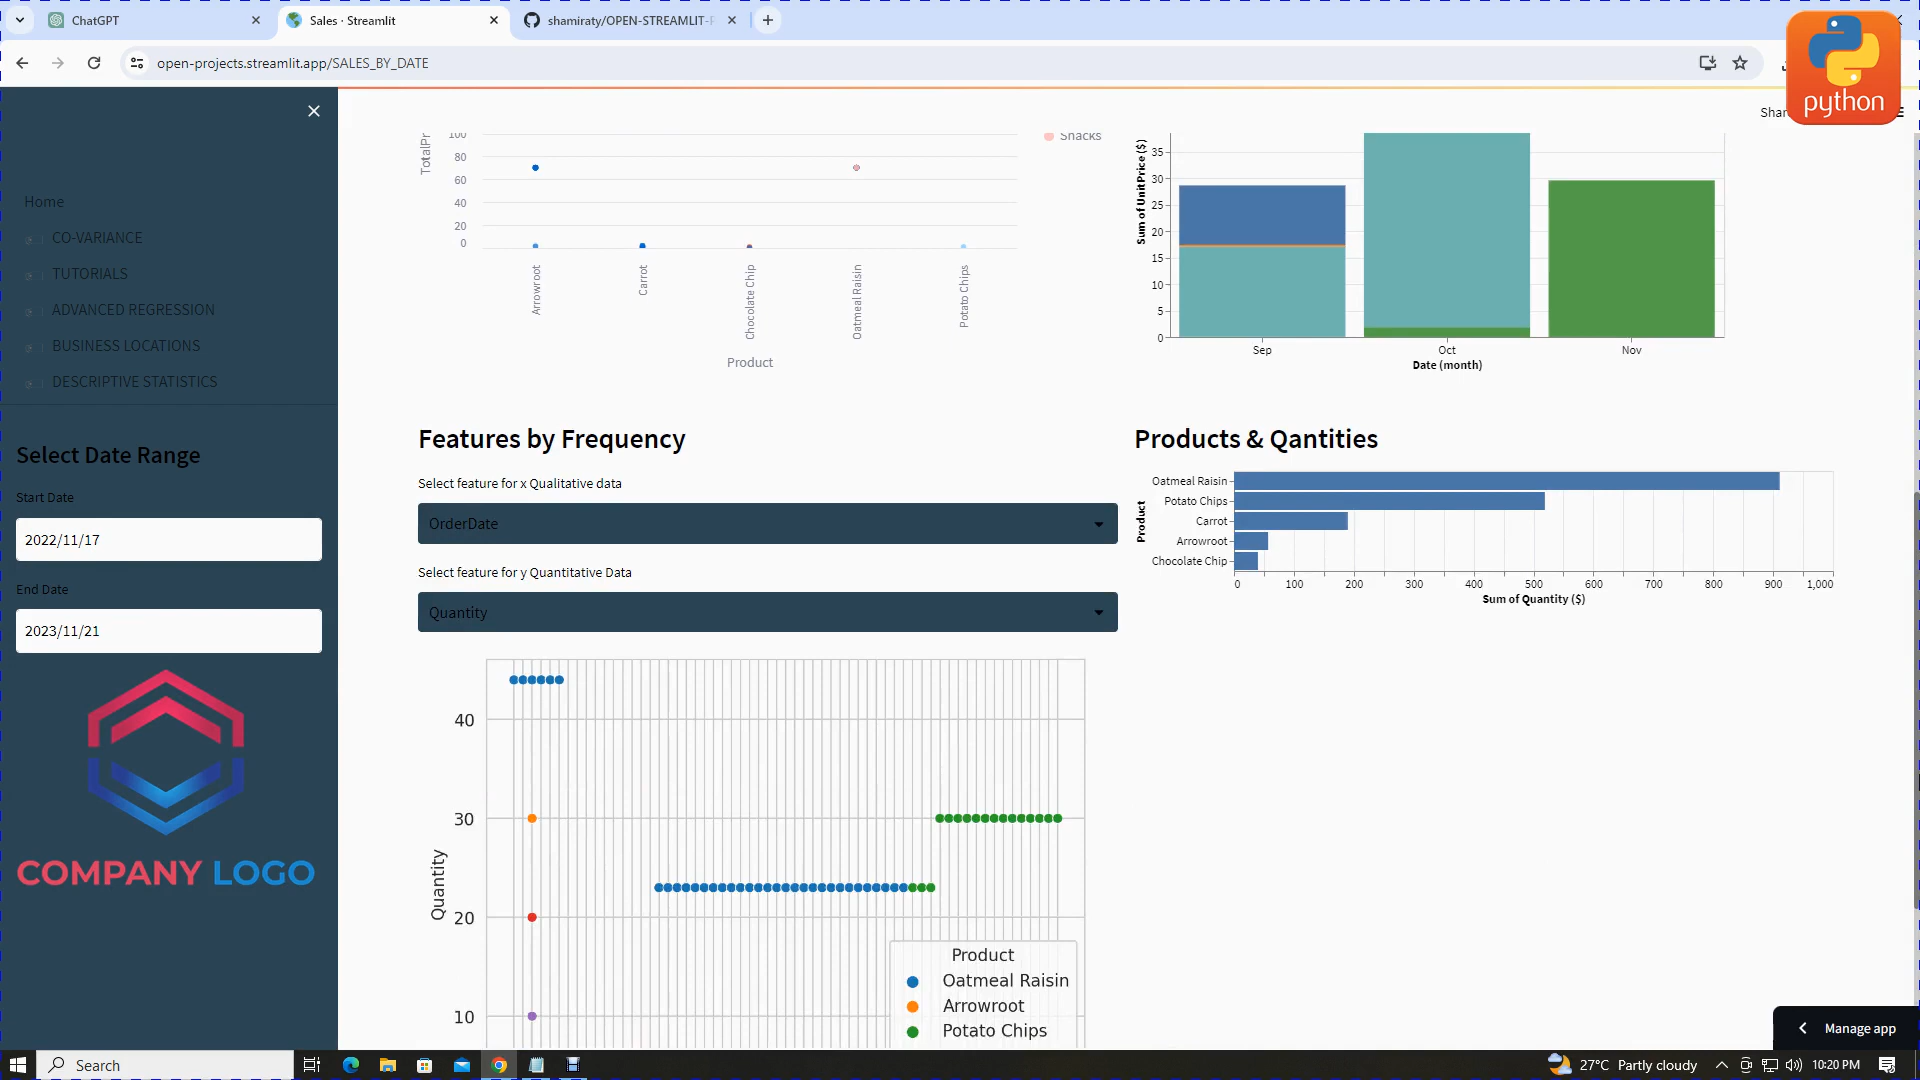 ChatGPT
Sales · Streamlit
shamiraty/OPEN-STREAMLIT-
open-projects.streamlit.app/SALES_BY_DATE
python
Shar
Home
CO-VARIANCE
TUTORIALS
ADVANCED REGRESSION
BUSINESS LOCATIONS
DESCRIPTIVE STATISTICS
Select Date Range
Start Date
2022/11/17
End Date
2023/11/21
COMPANY LOGO
TotalPr
100
80
60
40
20
0
Arrowroot
Carrot
Chocolate Chip
Oatmeal Raisin
Potato Chips
Product
Snacks
Sum of UnitPrice ($)
35
30
25
20
15
10
5
0
Sep
Oct
Nov
Date (month)
Features by Frequency
Select feature for x Qualitative data
OrderDate
Select feature for y Quantitative Data
Quantity
Quantity
40
30
20
10
Product
Oatmeal Raisin
Arrowroot
Potato Chips
Products & Qantities
Product
Oatmeal Raisin
Potato Chips
Carrot
Arrowroot
Chocolate Chip
0 100 200 300 400 500 600 700 800 900 1,000
Sum of Quantity ($)
Manage app
Search
27°C Partly cloudy
10:20 PM